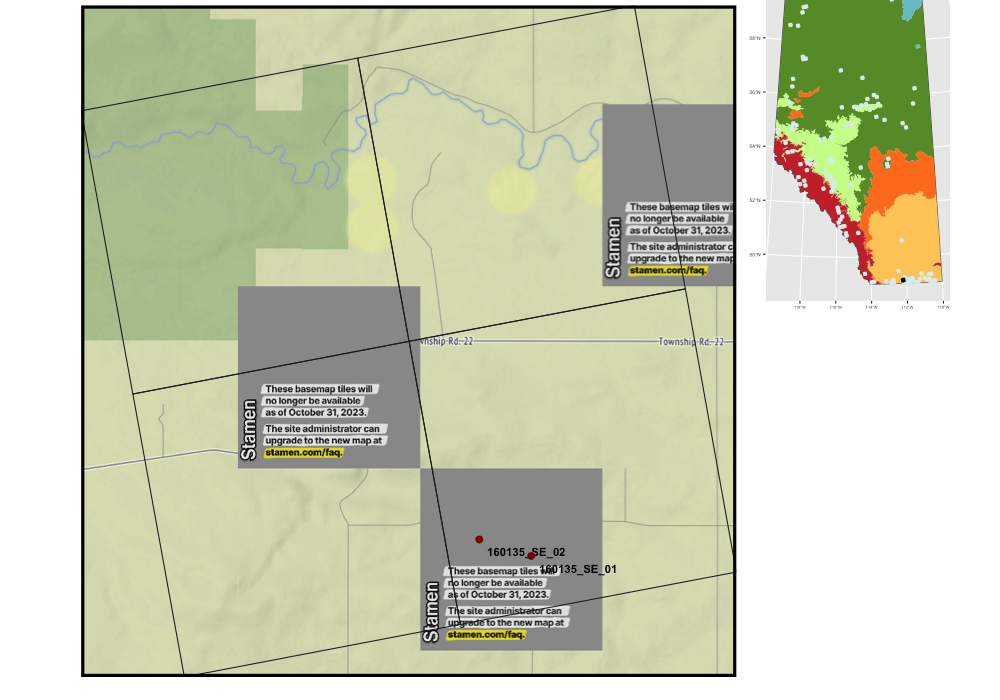 These basemap tiles wil
no longer be available
as of October 31, 2023.
The site administrator c
upgrade to the new map
stamen.com/faq.
Stamen
nship Rd. 22
Township Rd. 22
These basemap tiles will
no longer be available
as of October 31, 2023.
The site administrator can
upgrade to the new map at
stamen.com/faq.
Stamen
160135_SE_02
160135_SE_01
These basemap tiles will
no longer be available
as of October 31, 2023.
The site administrator can
upgrade to the new map at
stamen.com/faq.
Stamen
58°N
56°N
54°N
52°N
50°N
118°W
116°W
114°W
112°W
110°W